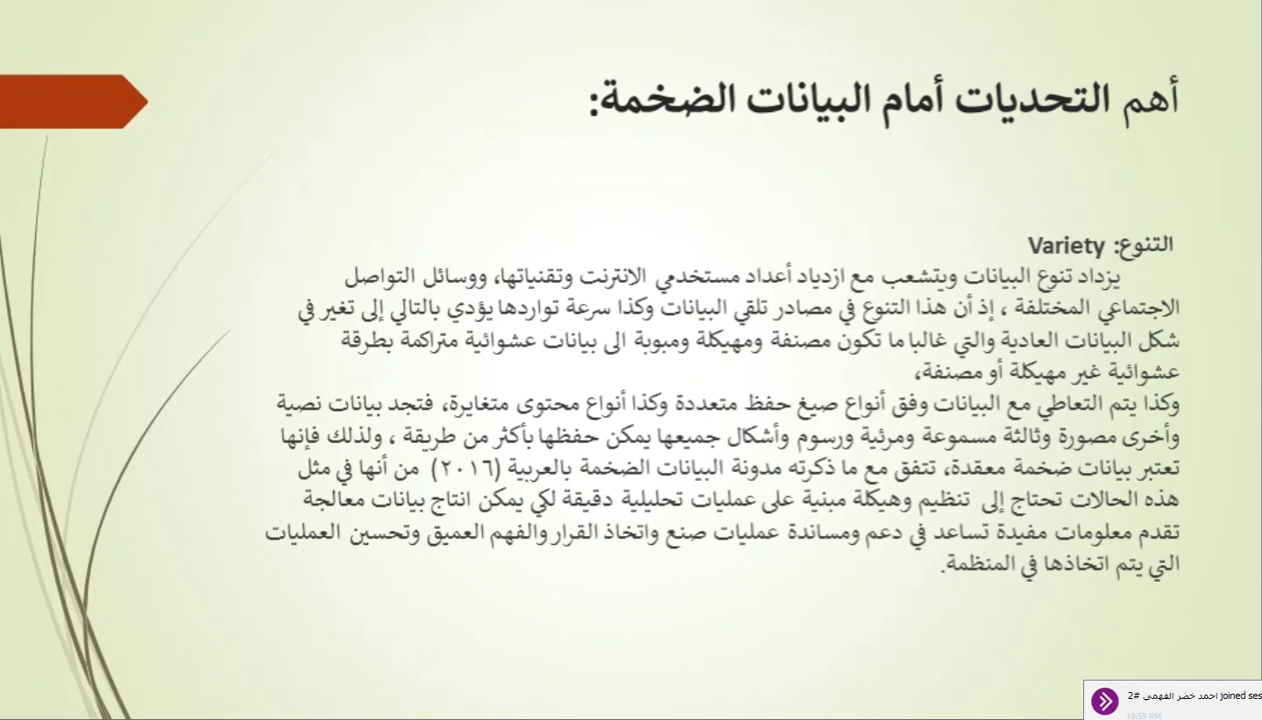 أهم التحديات أمام البيانات الضخمة:
التنوع: Variety
يزداد تنوع البيانات ويتشعب مع ازدياد أعداد مستخدمي الانترنت وتقنياتها، ووسائل التواصل
الاجتماعي المختلفة ، إذ أن هذا التنوع في مصادر تلقي البيانات وكذا سرعة تواردها يؤدي بالتالي إلى تغير في
شكل البيانات العادية والتي غالبا ما تكون مصنفة ومهيكلة ومبوبة الى بيانات عشوائية متراكمة بطرقة
عشوائية غير مهيكلة أو مصنفة،
وكذا يتم التعاطي مع البيانات وفق أنواع صيغ حفظ متعددة وكذا أنواع محتوى متغايرة، فتجد بيانات نصية
وأخرى مصورة وثالثة مسموعة ومرئية ورسوم وأشكال جميعها يمكن حفظها بأكثر من طريقة ، ولذلك فإنها
تعتبر بيانات ضخمة معقدة، تتفق مع ما ذكرته مدونة البيانات الضخمة بالعربية (٢٠١٦) من أنها في مثل
هذه الحالات تحتاج إلى تنظيم وهيكلة مبنية على عمليات تحليلية دقيقة لكي يمكن انتاج بيانات معالجة
تقدم معلومات مفيدة تساعد في دعم ومساندة عمليات صنع واتخاذ القرار والفهم العميق وتحسين العمليات
التي يتم اتخاذها في المنظمة.
احمد خضر الفهمي #2 joined ses
10:59 PM